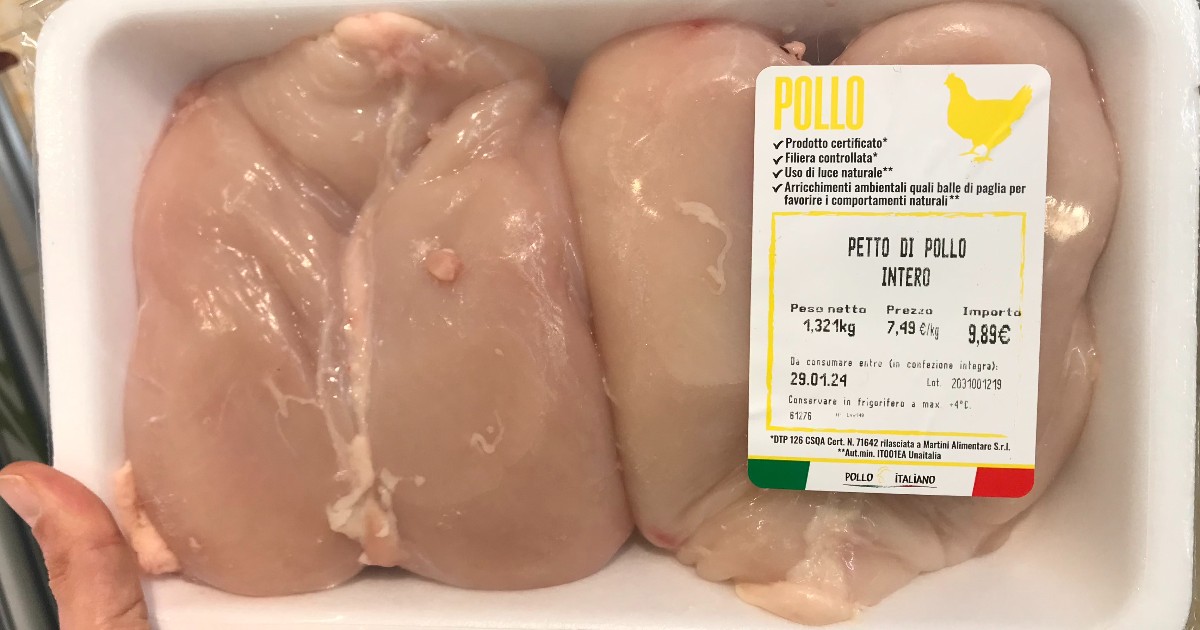 POLLO
Prodotto certificato*
Filiera controllata*
Uso di luce naturale**
Arricchimenti ambientali quali balle di paglia per
favorire i comportamenti naturali**
PETTO DI POLLO
INTERO
Peso netto Prezzo Importo
1,321kg 7,49 €/kg 9,89€
Da consumare entro (in confezione integra):
29.01.24 Lot. 2031001219
Conservare in frigorifero a max. +4°C.
61276
*DTP 126 CSQA Cert. N. 71642 rilasciata a Martini Alimentare S.r.l.
**Aut.min. IT001EA Unaitalia
POLLO ITALIANO